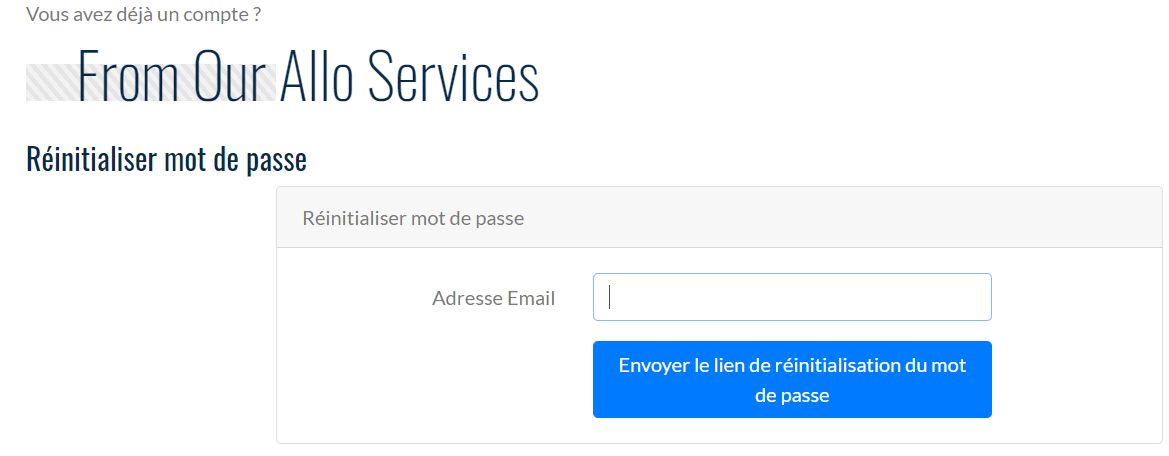 Vous avez déjà un compte ?
From Our Allo Services
Réinitialiser mot de passe
Réinitialiser mot de passe
Adresse Email
Envoyer le lien de réinitialisation du mot
de passe